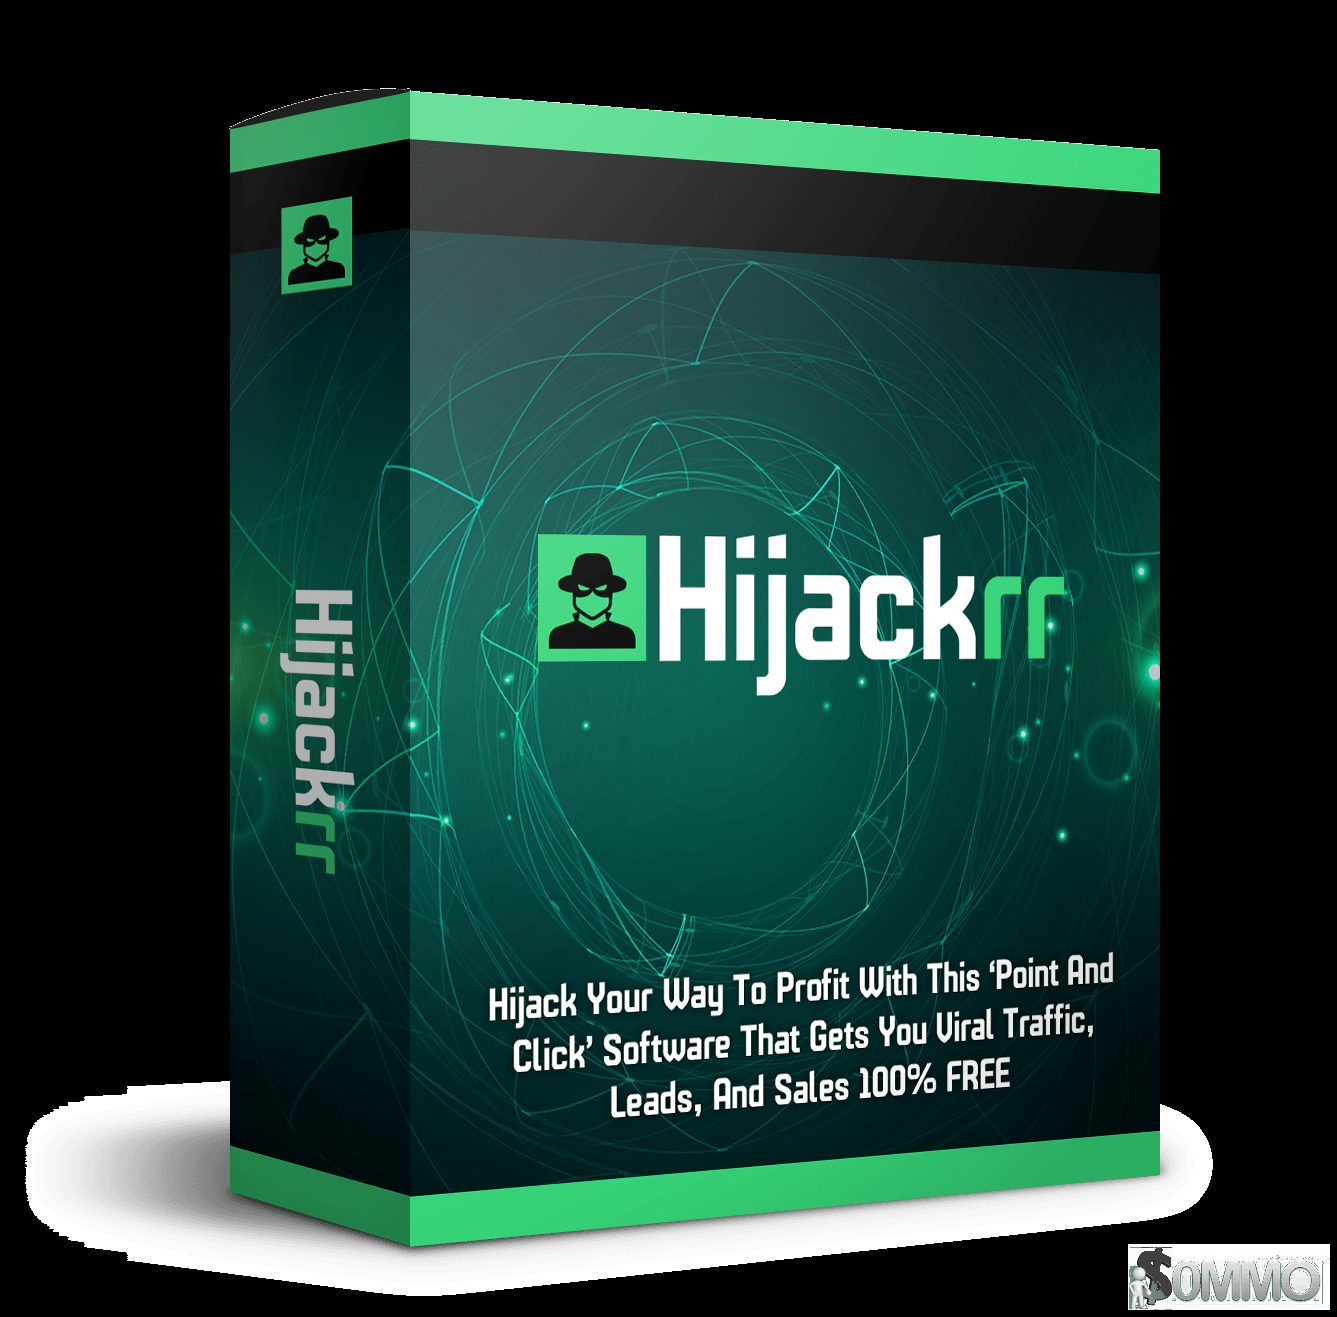 Hijackrr
Hijackrr
Hijack Your Way To Profit With This ‘Point And
Click’ Software That Gets You Viral Traffic,
Leads, And Sales 100% FREE
$OMMO